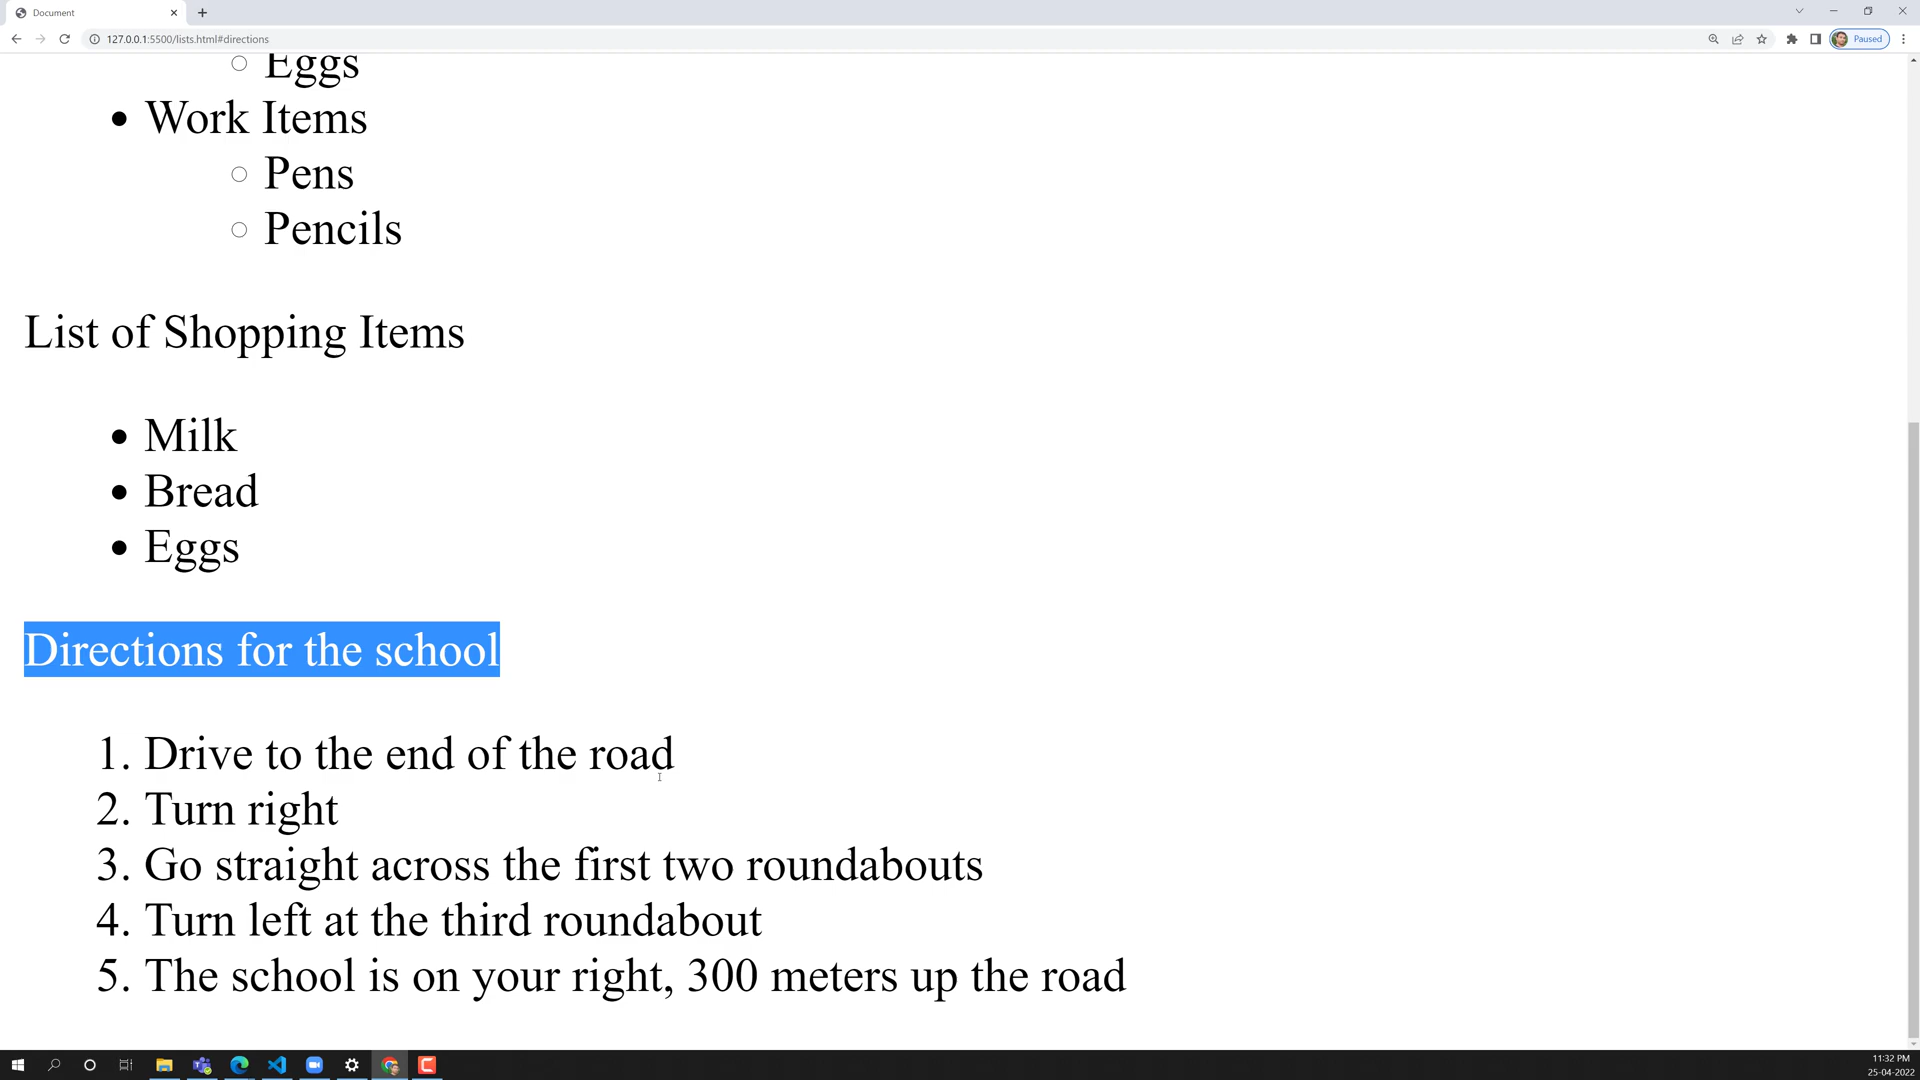 Document
127.0.0.1:5500/lists.html#directions
Paused
Eggs
Work Items
Pens
Pencils
List of Shopping Items
Milk
Bread
Eggs
Directions for the school
1. Drive to the end of the road
2. Turn right
3. Go straight across the first two roundabouts
4. Turn left at the third roundabout
5. The school is on your right, 300 meters up the road
11:32 PM
25-04-2022